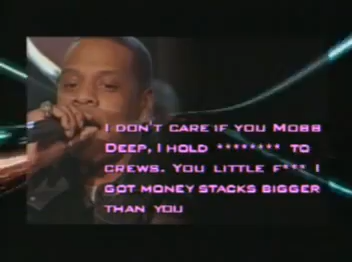 I DON'T CARE IF YOU MOBB
DEEP, I HOLD ******** TO
CREWS. YOU LITTLE F*** I
GOT MONEY STACKS BIGGER
THAN YOU